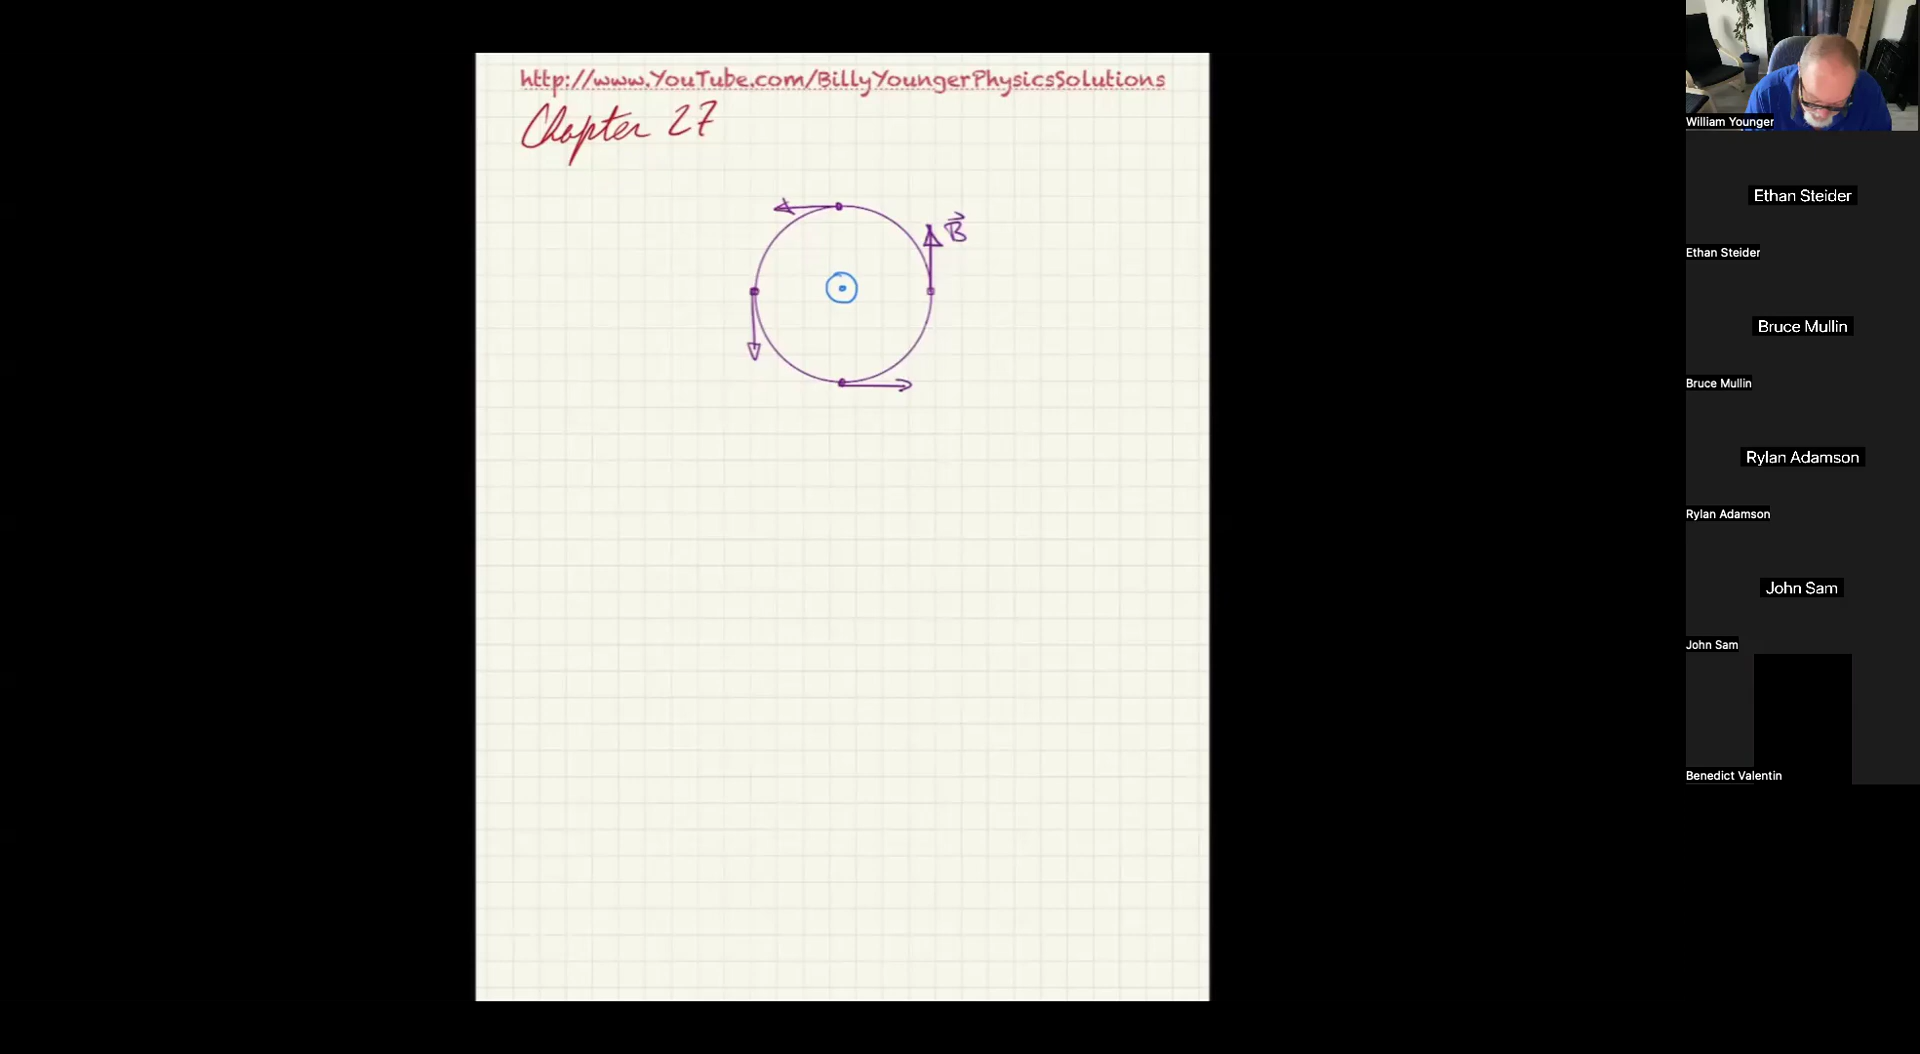 http://www.YouTube.com/BillyYoungerPhysicsSolutions
Chapter 27
B
William Younger
Ethan Steider
Ethan Steider
Bruce Mullin
Bruce Mullin
Rylan Adamson
Rylan Adamson
John Sam
John Sam
Benedict Valentin